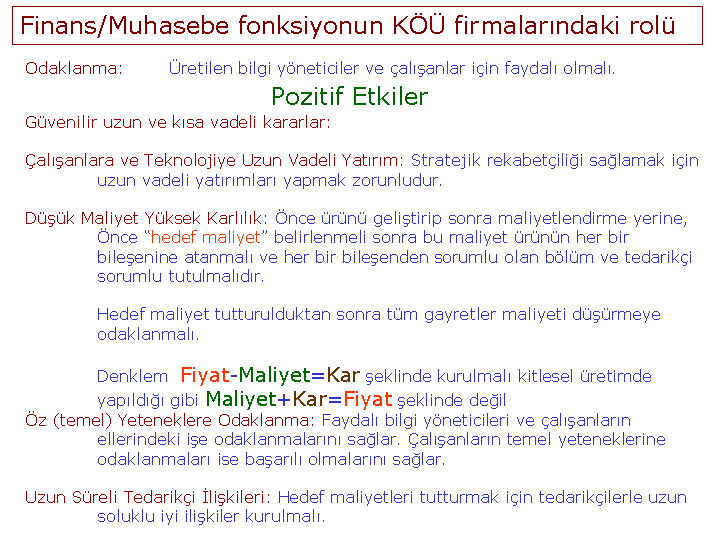 Finans/Muhasebe fonksiyonun KÖÜ firmalarındaki rolü
Odaklanma: Üretilen bilgi yöneticiler ve çalışanlar için faydalı olmalı.
Pozitif Etkiler
Güvenilir uzun ve kısa vadeli kararlar:
Çalışanlara ve Teknolojiye Uzun Vadeli Yatırım: Stratejik rekabetçiliği sağlamak için
uzun vadeli yatırımları yapmak zorunludur.
Düşük Maliyet Yüksek Karlılık: Önce ürünü geliştirip sonra maliyetlendirme yerine,
Önce “hedef maliyet” belirlenmeli sonra bu maliyet ürünün her bir
bileşenine atanmalı ve her bir bileşenden sorumlu olan bölüm ve tedarikçi
sorumlu tutulmalıdır.
Hedef maliyet tutturulduktan sonra tüm gayretler maliyeti düşürmeye
odaklanmalı.
Denklem Fiyat-Maliyet=Kar şeklinde kurulmalı kitlesel üretimde
yapıldığı gibi Maliyet+Kar=Fiyat şeklinde değil
Öz (temel) Yeteneklere Odaklanma: Faydalı bilgi yöneticileri ve çalışanların
ellerindeki işe odaklanmalarını sağlar. Çalışanların temel yeteneklerine
odaklanmaları ise başarılı olmalarını sağlar.
Uzun Süreli Tedarikçi İlişkileri: Hedef maliyetleri tutturmak için tedarikçilerle uzun
soluklu iyi ilişkiler kurulmalı.